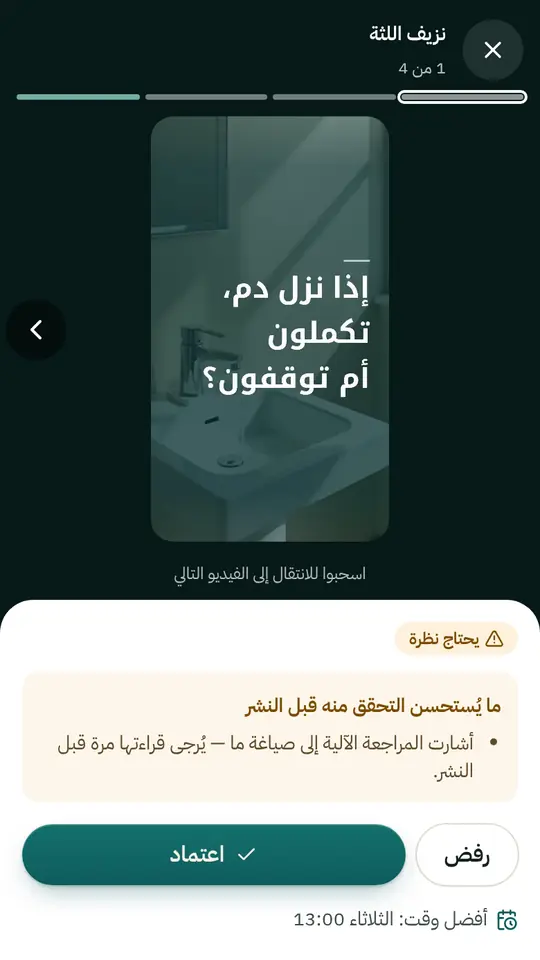 نزيف اللثة
1 من 4
إذا نزل دم،
تكملون
أم توقفون؟
اسحبوا للانتقال إلى الفيديو التالي
يحتاج نظرة
ما يُستحسن التحقق منه قبل النشر
• أشارت المراجعة الآلية إلى صياغة ما — يُرجى قراءتها مرة قبل
النشر.
رفض
اعتماد
أفضل وقت: الثلاثاء 13:00